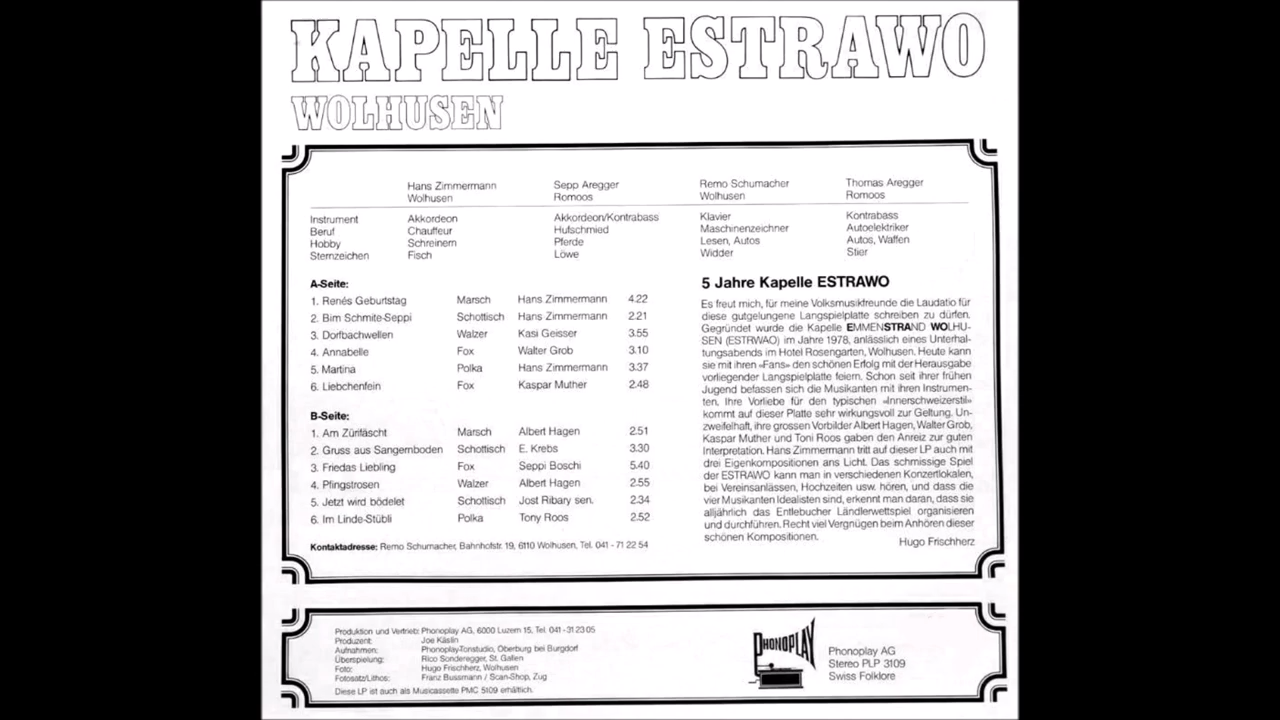 KAPELLE ESTRAWO
WOLHUSEN
Hans Zimmermann Sepp Aregger Remo Schumacher Thomas Aregger
Wolhusen Romoos Wolhusen Romoos
Instrument Akkordeon Akkordeon/Kontrabass Klavier Kontrabass
Beruf Chauffeur Hufschmied Maschinenzeichner Autoelektriker
Hobby Schreinern Pferde Lesen, Autos Autos, Waffen
Sternzeichen Fisch Löwe Widder Stier
A-Seite:
1. Renés Geburtstag Marsch Hans Zimmermann 4.22
2. Bim Schmite-Seppi Schottisch Hans Zimmermann 2.21
3. Dorfbachwellen Walzer Kasi Geisser 3.55
4. Annabelle Fox Walter Grob 3.10
5. Martina Polka Hans Zimmermann 3.37
6. Liebchenfein Fox Kaspar Muther 2.48
B-Seite:
1. Am Zürifäscht Marsch Albert Hagen 2.51
2. Gruss aus Sangernboden Schottisch E. Krebs 3.30
3. Friedas Liebling Fox Seppi Boschi 5.40
4. Pfingstrosen Walzer Albert Hagen 2.55
5. Jetzt wird bödelet Schottisch Jost Ribary sen. 2.34
6. Im Linde-Stübli Polka Tony Roos 2.52
Kontaktadresse: Remo Schumacher, Bahnhofstr. 19, 6110 Wolhusen, Tel. 041 - 71 22 54
5 Jahre Kapelle ESTRAWO
Es freut mich, für meine Volksmusikfreunde die Laudatio für
diese gutgelungene Langspielplatte schreiben zu dürfen.
Gegründet wurde die Kapelle EMMENSTRAND WOLHU-
SEN (ESTRWAO) im Jahre 1978, anlässlich eines Unterhal-
tungsabends im Hotel Rosengarten, Wolhusen. Heute kann
sie mit ihren «Fans» den schönen Erfolg mit der Herausgabe
vorliegender Langspielplatte feiern. Schon seit ihrer frühen
Jugend befassen sich die Musikanten mit ihren Instrumen-
ten. Ihre Vorliebe für den typischen «Innerschweizerstil»
kommt auf dieser Platte sehr wirkungsvoll zur Geltung. Un-
zweifelhaft, ihre grossen Vorbilder Albert Hagen, Walter Grob,
Kaspar Muther und Toni Roos gaben den Anreiz zur guten
Interpretation. Hans Zimmermann tritt auf dieser LP auch mit
drei Eigenkompositionen ans Licht. Das schmissige Spiel
der ESTRAWO kann man in verschiedenen Konzertlokalen,
bei Vereinsanlässen, Hochzeiten usw. hören, und dass die
vier Musikanten Idealisten sind, erkennt man daran, dass sie
alljährlich das Entlebucher Ländlerwettspiel organisieren
und durchführen. Recht viel Vergnügen beim Anhören dieser
schönen Kompositionen.
Hugo Frischherz
Produktion und Vertrieb: Phonoplay AG, 6000 Luzern 15, Tel. 041 - 31 23 05
Produzent: Joe Käslin
Aufnahmen: Phonoplay-Tonstudio, Oberburg bei Burgdorf
Überspielung: Rico Sonderegger, St. Gallen
Foto: Hugo Frischherz, Wolhusen
Fotosatz/Lithos: Franz Bussmann / Scan-Shop, Zug
Diese LP ist auch als Musicassette PMC 5109 erhältlich.
PHONOPLAY
Phonoplay AG
Stereo PLP 3109
Swiss Folklore